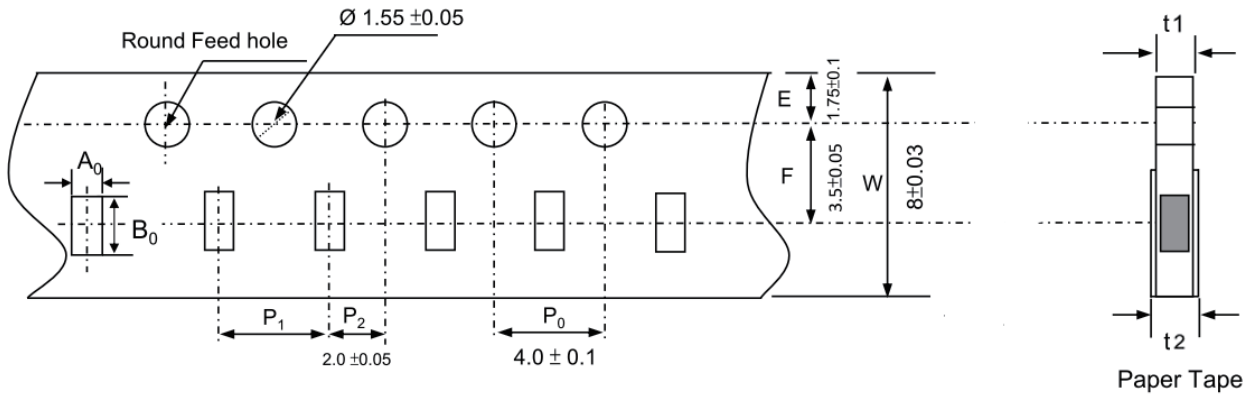 Ø 1.55 ±0.05
Round Feed hole
t1
E
1.75±0.1
A0
F
3.5±0.05
W
8±0.03
B0
P1
P2
P0
2.0 ±0.05
4.0 ± 0.1
t2
Paper Tape